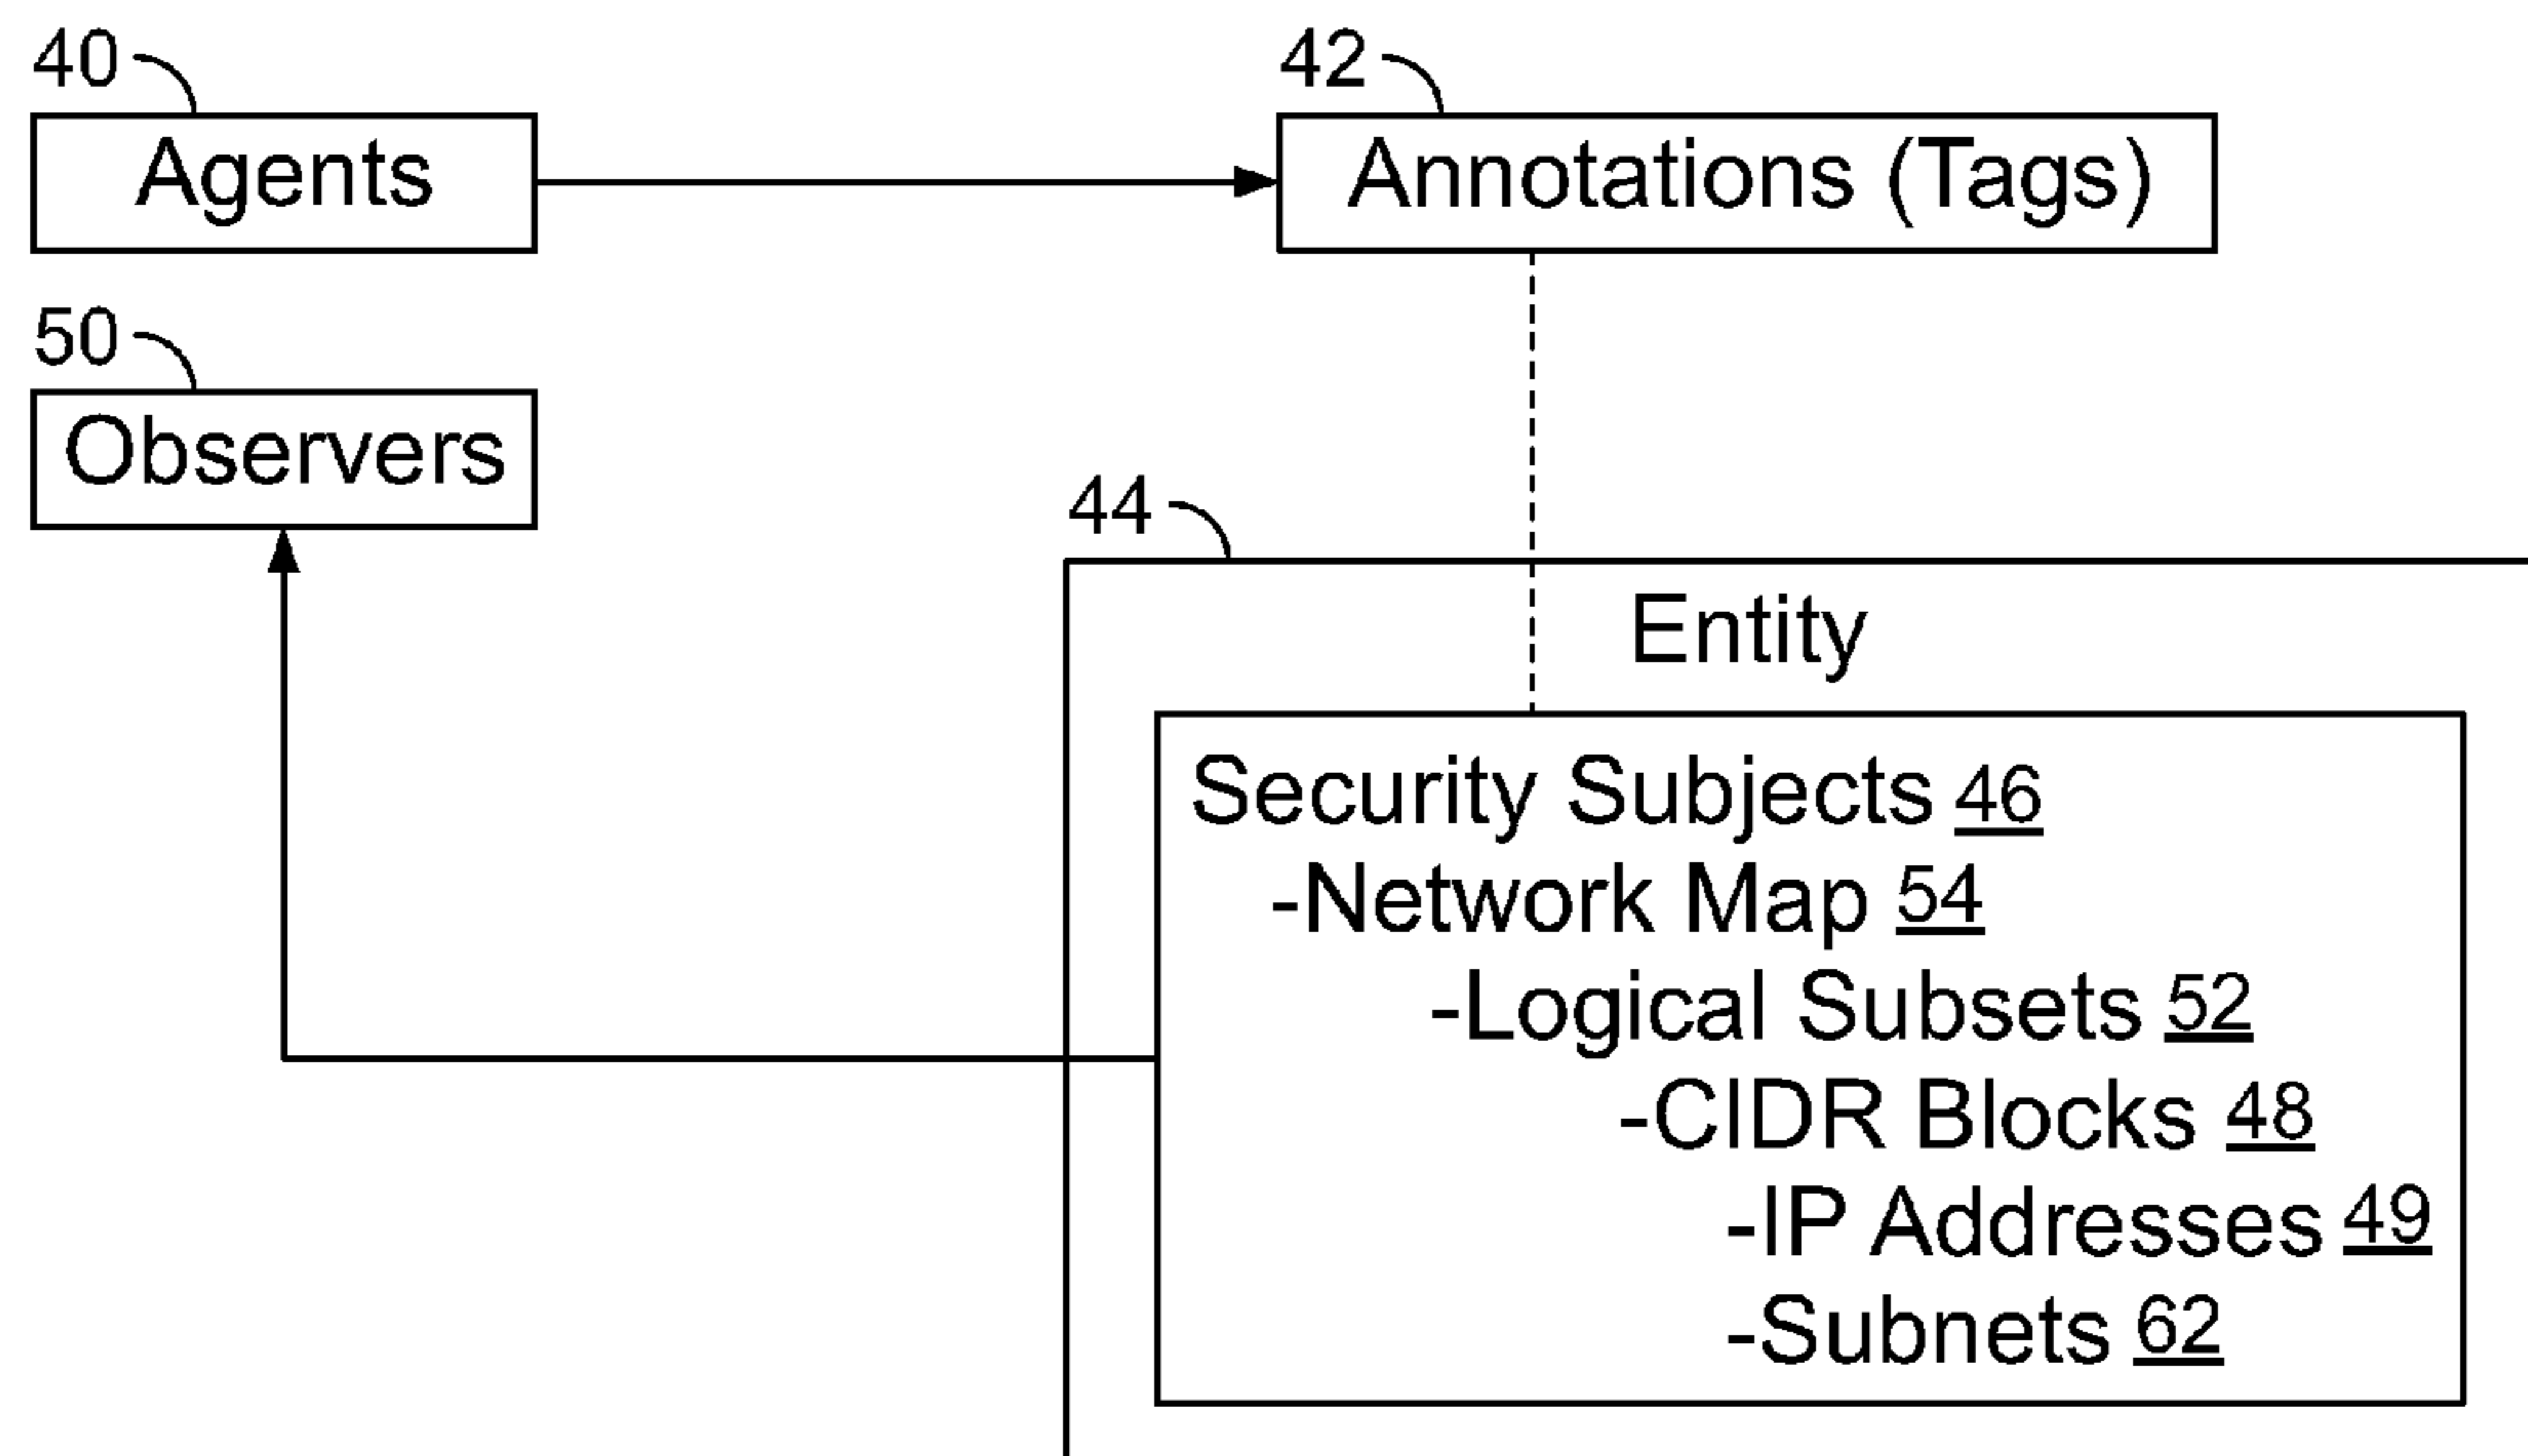 40
42
Agents
Annotations (Tags)
50
Observers
44
Entity
Security Subjects 46
-Network Map 54
-Logical Subsets 52
-CIDR Blocks 48
-IP Addresses 49
-Subnets 62